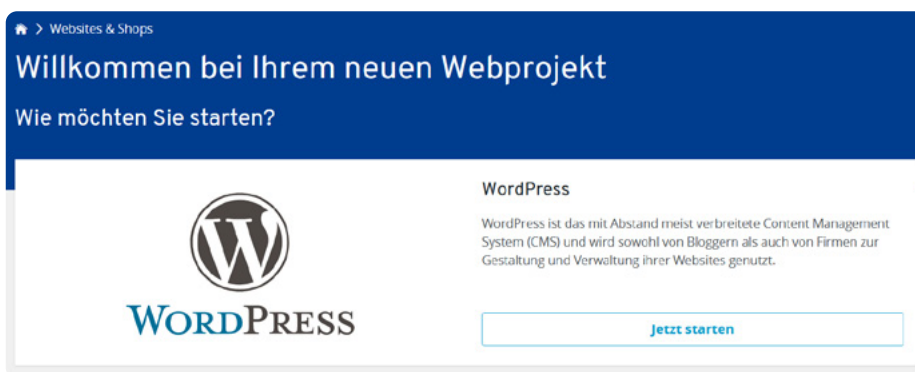 > Websites & Shops
Willkommen bei Ihrem neuen Webprojekt
Wie möchten Sie starten?
WordPress
WordPress ist das mit Abstand meist verbreitete Content Management
System (CMS) und wird sowohl von Bloggern als auch von Firmen zur
Gestaltung und Verwaltung ihrer Websites genutzt.
W
WORDPRESS
Jetzt starten